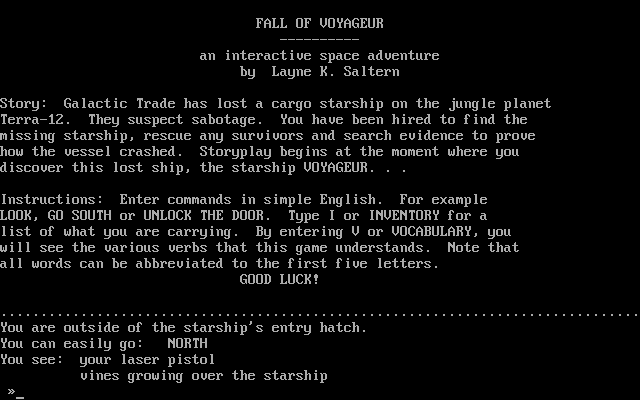 FALL OF VOYAGEUR
----------
an interactive space adventure
by  Layne K. Saltern
Story:  Galactic Trade has lost a cargo starship on the jungle planet
Terra-12.  They suspect sabotage.  You have been hired to find the
missing starship, rescue any survivors and search evidence to prove
how the vessel crashed.  Storyplay begins at the moment where you
discover this lost ship, the starship VOYAGEUR. . .
Instructions:  Enter commands in simple English.  For example
LOOK, GO SOUTH or UNLOCK THE DOOR.  Type I or INVENTORY for a
list of what you are carrying.  By entering V or VOCABULARY, you
will see the various verbs that this game understands.  Note that
all words can be abbreviated to the first five letters.
GOOD LUCK!
................................................................................
You are outside of the starship's entry hatch.
You can easily go:   NORTH
You see:  your laser pistol
vines growing over the starship
»_